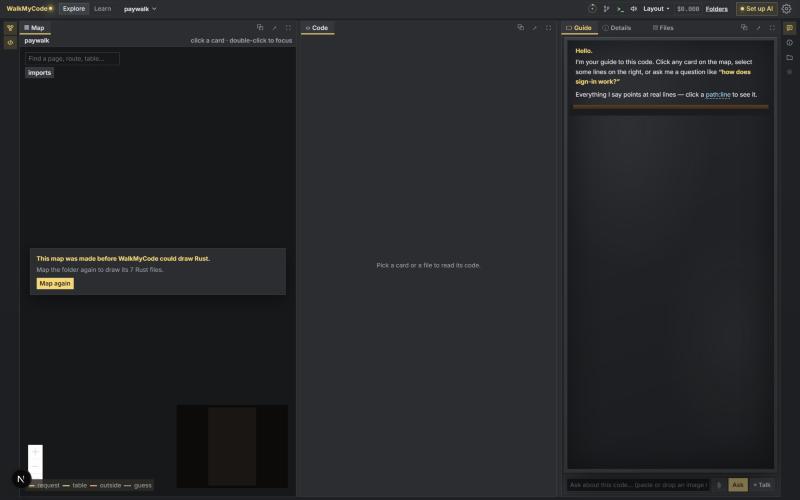 WalkMyCode
Explore
Learn
paywalk
Layout
$0.000
Folders
Set up AI
Map
Code
Guide
Details
Files
paywalk
click a card · double-click to focus
Find a page, route, table...
imports
Hello.
I'm your guide to this code. Click any card on the map, select
some lines on the right, or ask me a question like "how does
sign-in work?"
Everything I say points at real lines — click a path:line to see it.
This map was made before WalkMyCode could draw Rust.
Map the folder again to draw its 7 Rust files.
Map again
Pick a card or a file to read its code.
N
request
table
outside
guess
Ask about this code... (paste or drop an image
Ask
Talk